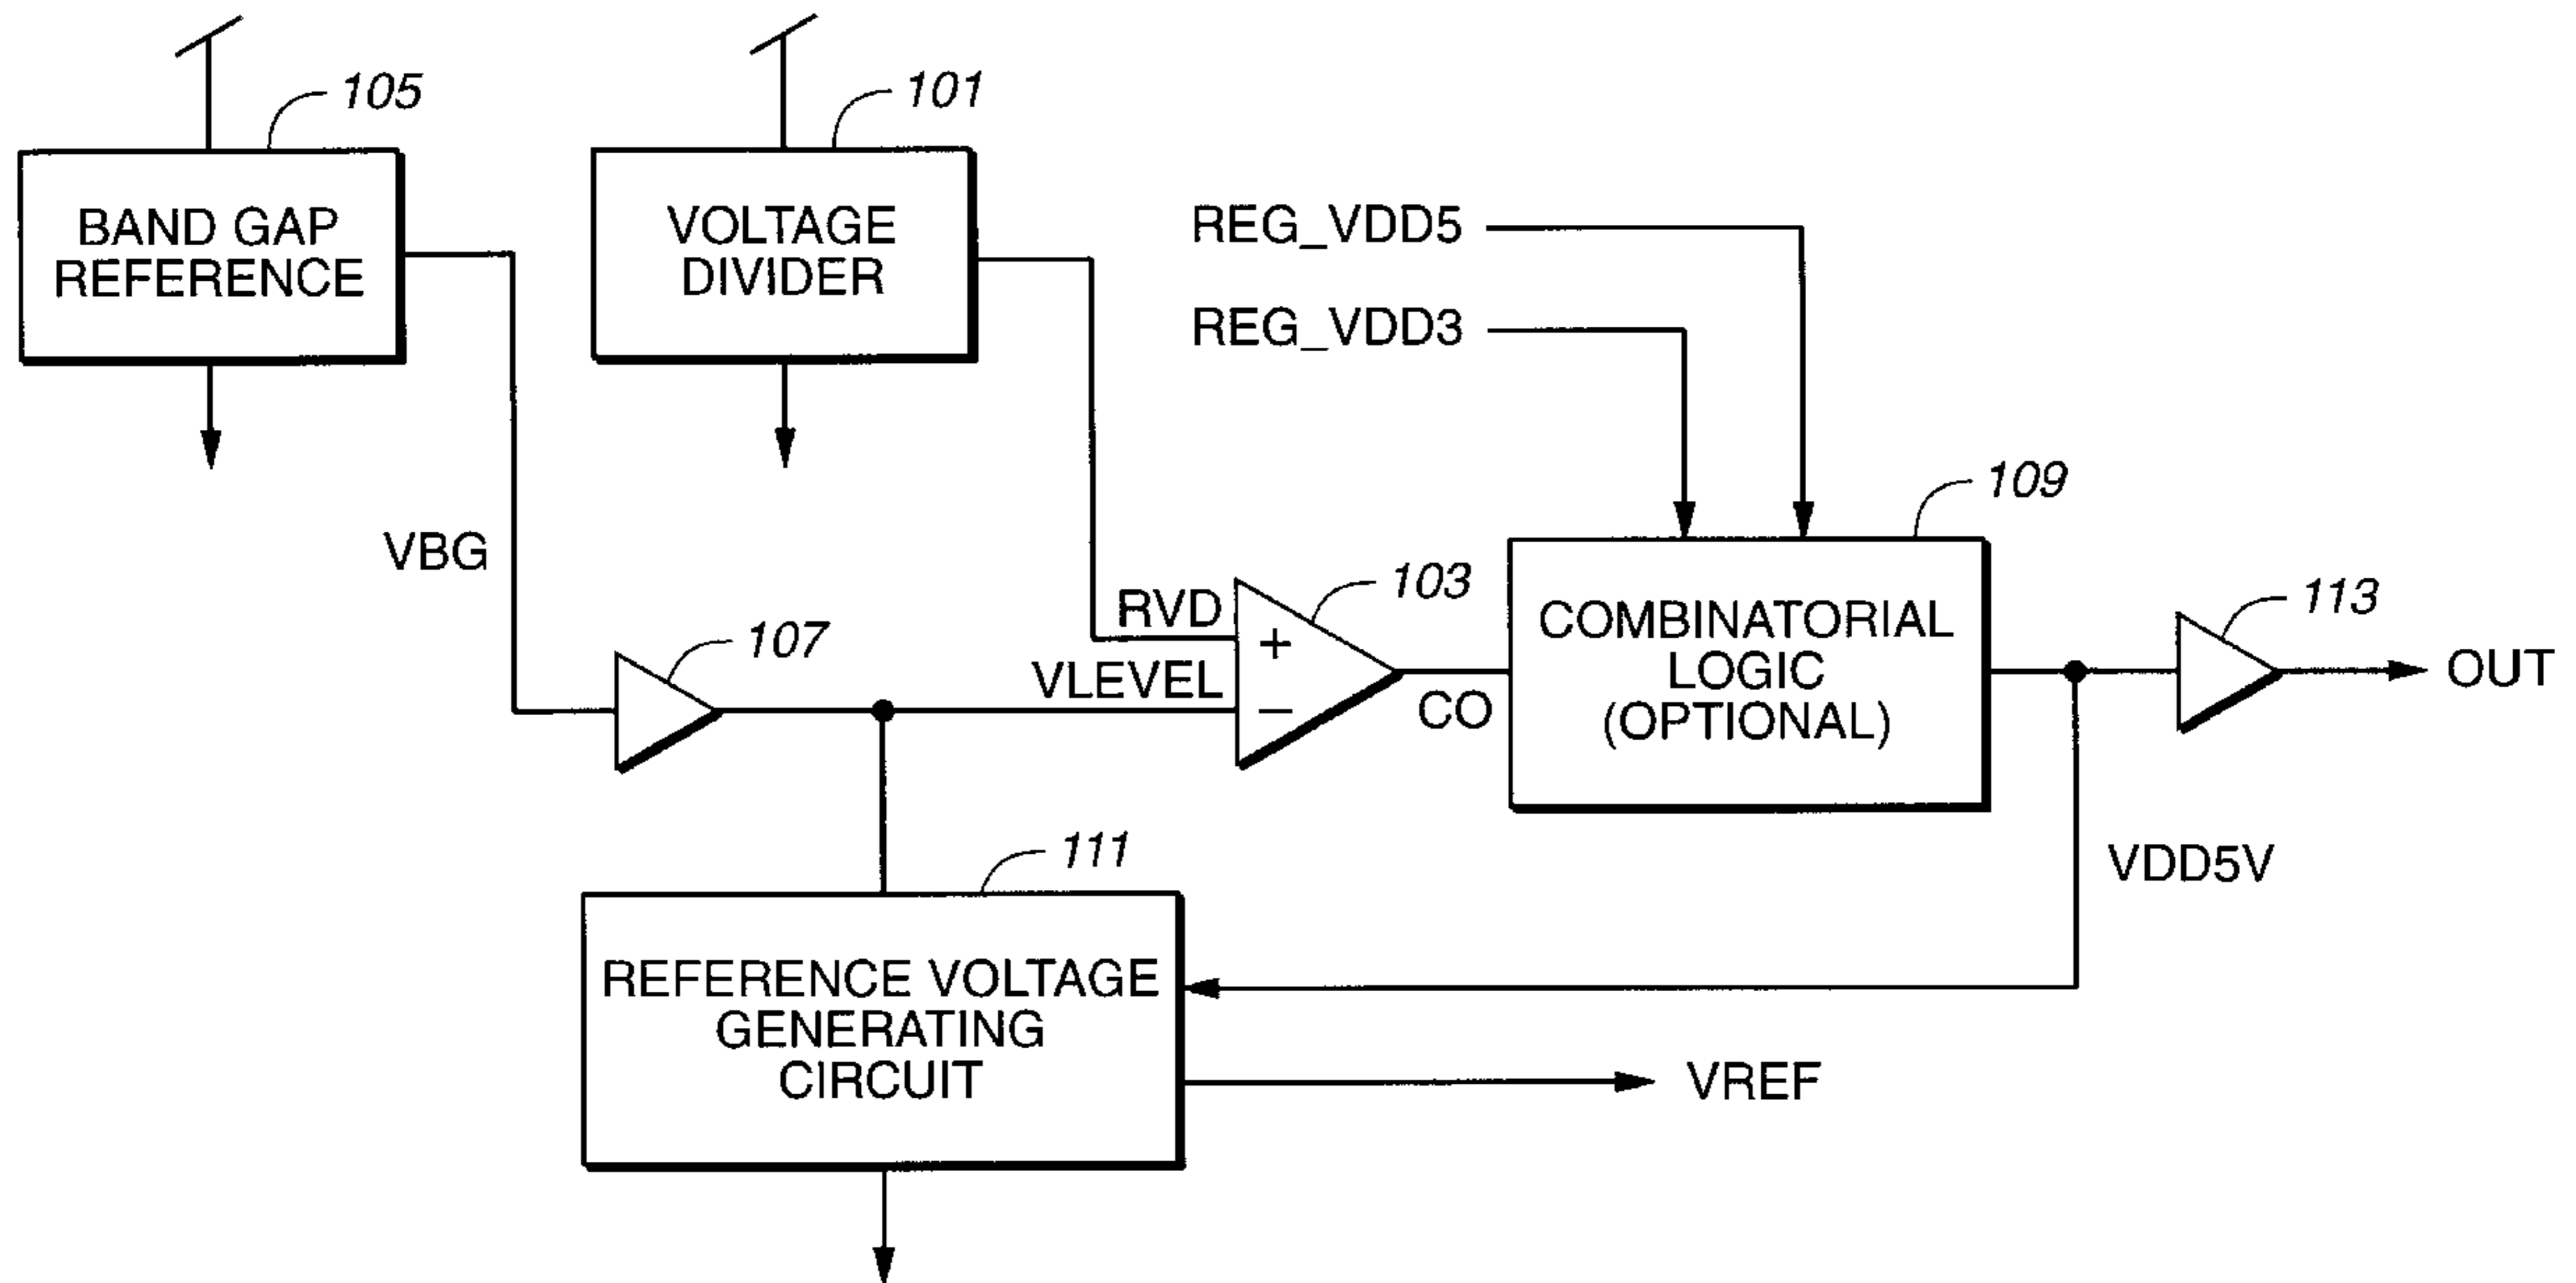 105
101
BAND GAP
REFERENCE
VOLTAGE
DIVIDER
REG_VDD5
REG_VDD3
109
VBG
103
113
RVD
+
107
COMBINATORIAL
LOGIC
(OPTIONAL)
VLEVEL
−
CO
OUT
111
VDD5V
REFERENCE VOLTAGE
GENERATING
CIRCUIT
VREF